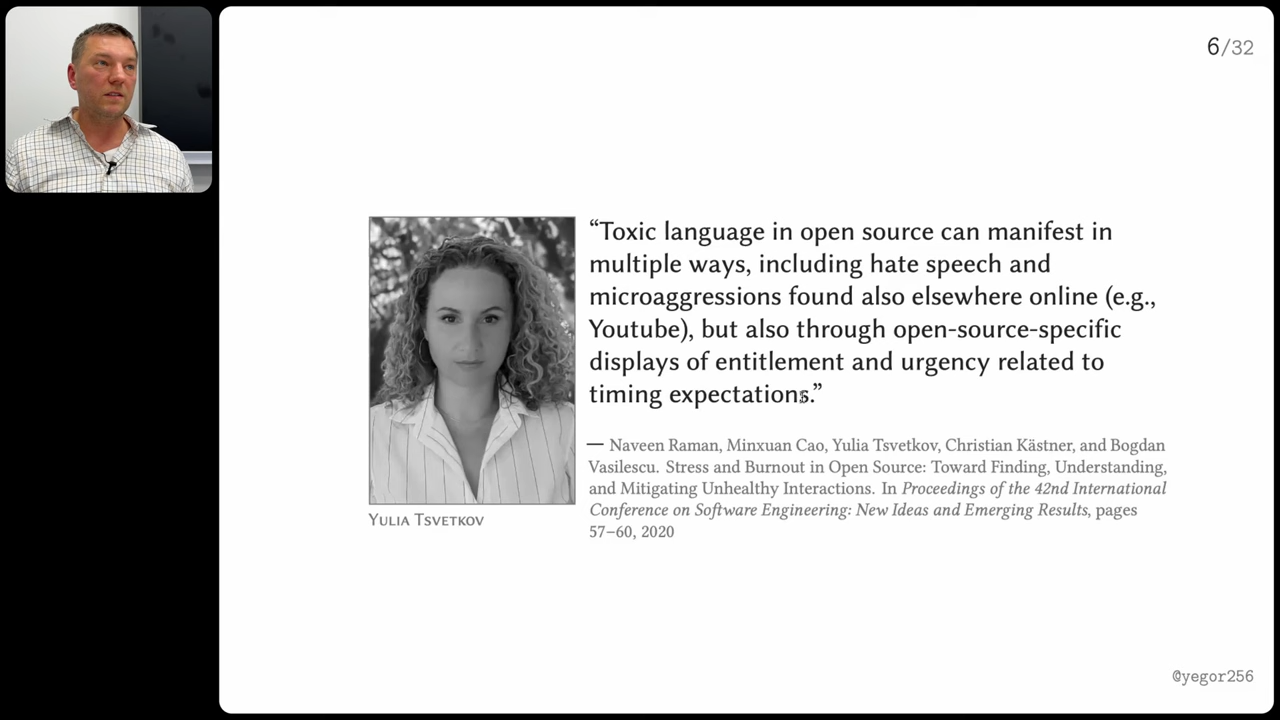 6/32
“Toxic language in open source can manifest in
multiple ways, including hate speech and
microaggressions found also elsewhere online (e.g.,
Youtube), but also through open-source-specific
displays of entitlement and urgency related to
timing expectations.”
— Naveen Raman, Minxuan Cao, Yulia Tsvetkov, Christian Kästner, and Bogdan
Vasilescu. Stress and Burnout in Open Source: Toward Finding, Understanding,
and Mitigating Unhealthy Interactions. In Proceedings of the 42nd International
Conference on Software Engineering: New Ideas and Emerging Results, pages
57–60, 2020
Yulia Tsvetkov
@yegor256